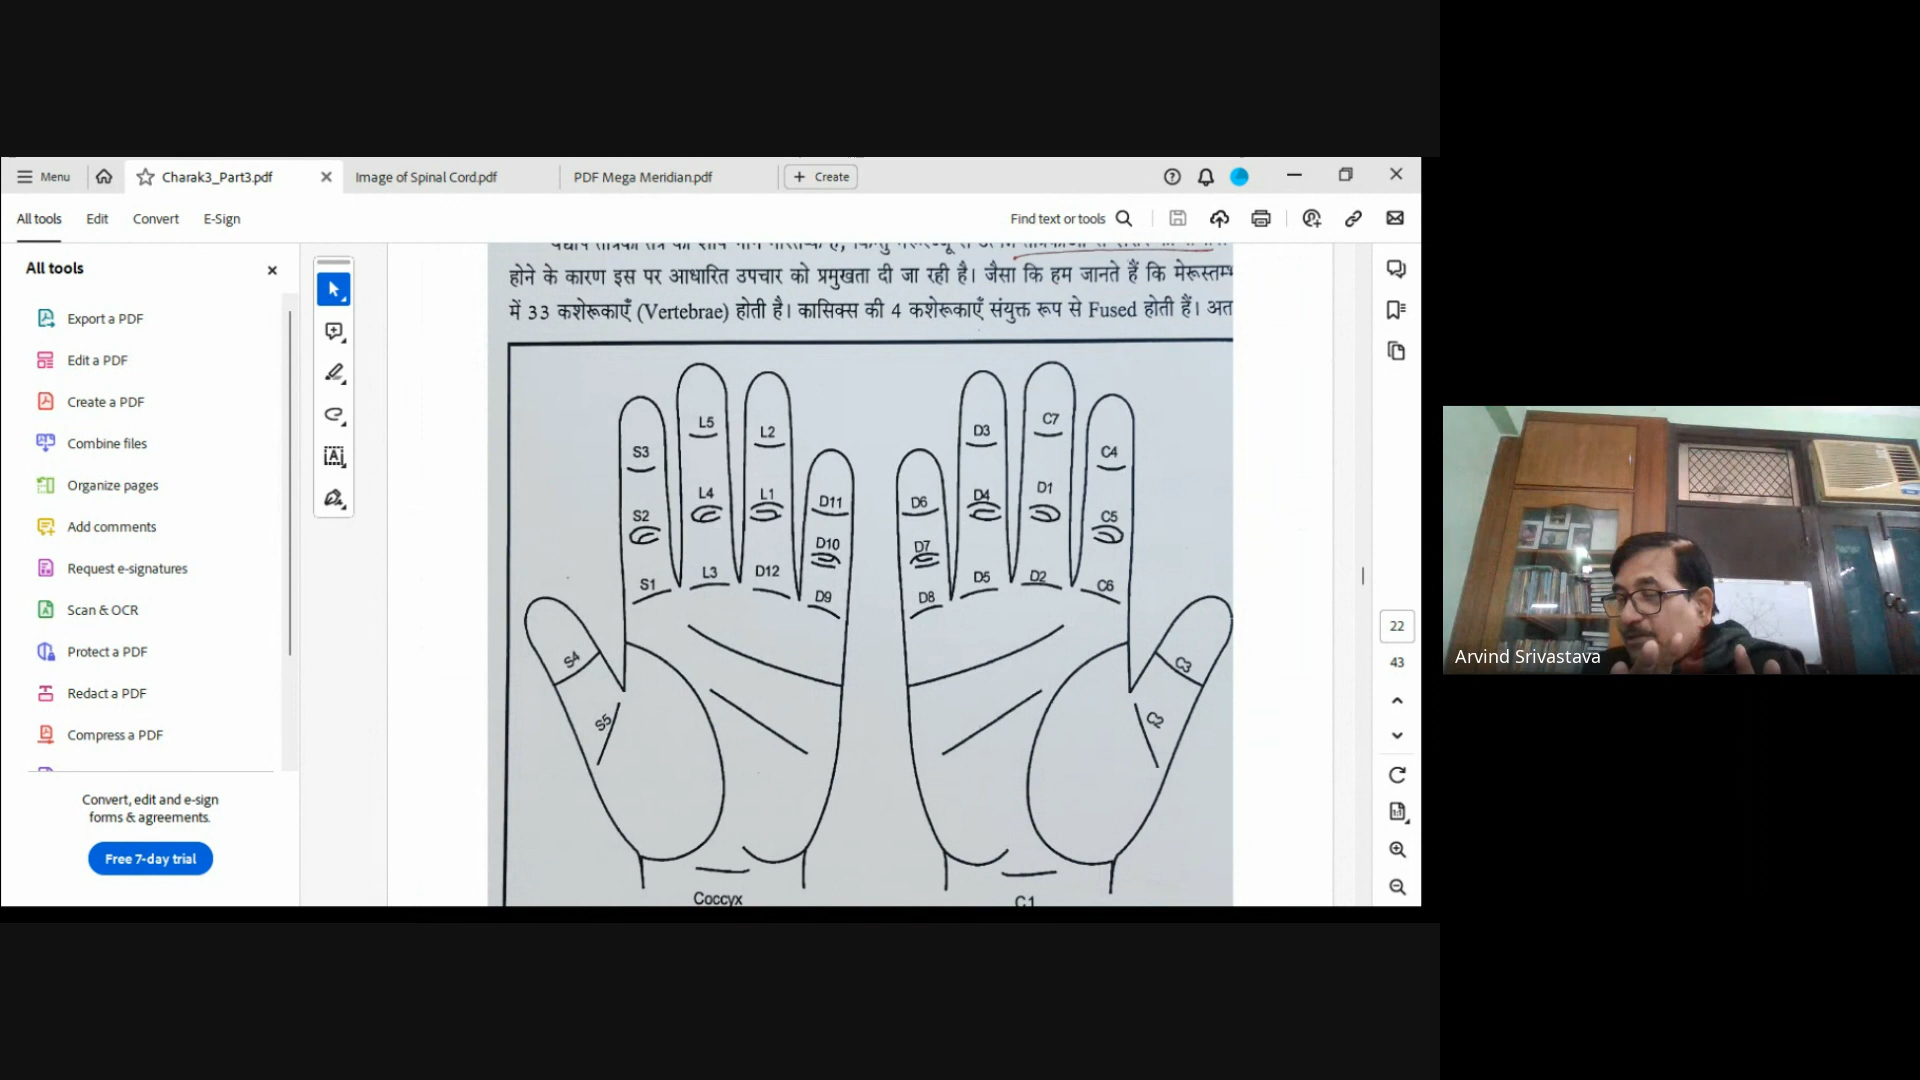 Menu
Charak3_Part3.pdf
Image of Spinal Cord.pdf
PDF Mega Meridian.pdf
+ Create
All tools
Edit
Convert
E-Sign
Find text or tools
All tools
Export a PDF
Edit a PDF
Create a PDF
Combine files
Organize pages
Add comments
Request e-signatures
Scan & OCR
Protect a PDF
Redact a PDF
Compress a PDF
Convert, edit and e-sign
forms & agreements.
Free 7-day trial
होने के कारण इस पर आधारित उपचार को प्रमुखता दी जा रही है। जैसा कि हम जानते हैं कि मेरूस्तम्भ
में 33 कशेरूकाएँ (Vertebrae) होती है। कासिक्स की 4 कशेरूकाएँ संयुक्त रूप से Fused होती हैं। अत
S3 L5 L2 D11
S2 L4 L1 D10
S1 L3 D12 D9
S4
S5
Coccyx
D6 D3 C7 C4
D7 D4 D1 C5
D8 D5 D2 C6
C3
C2
C1
22
43
Arvind Srivastava